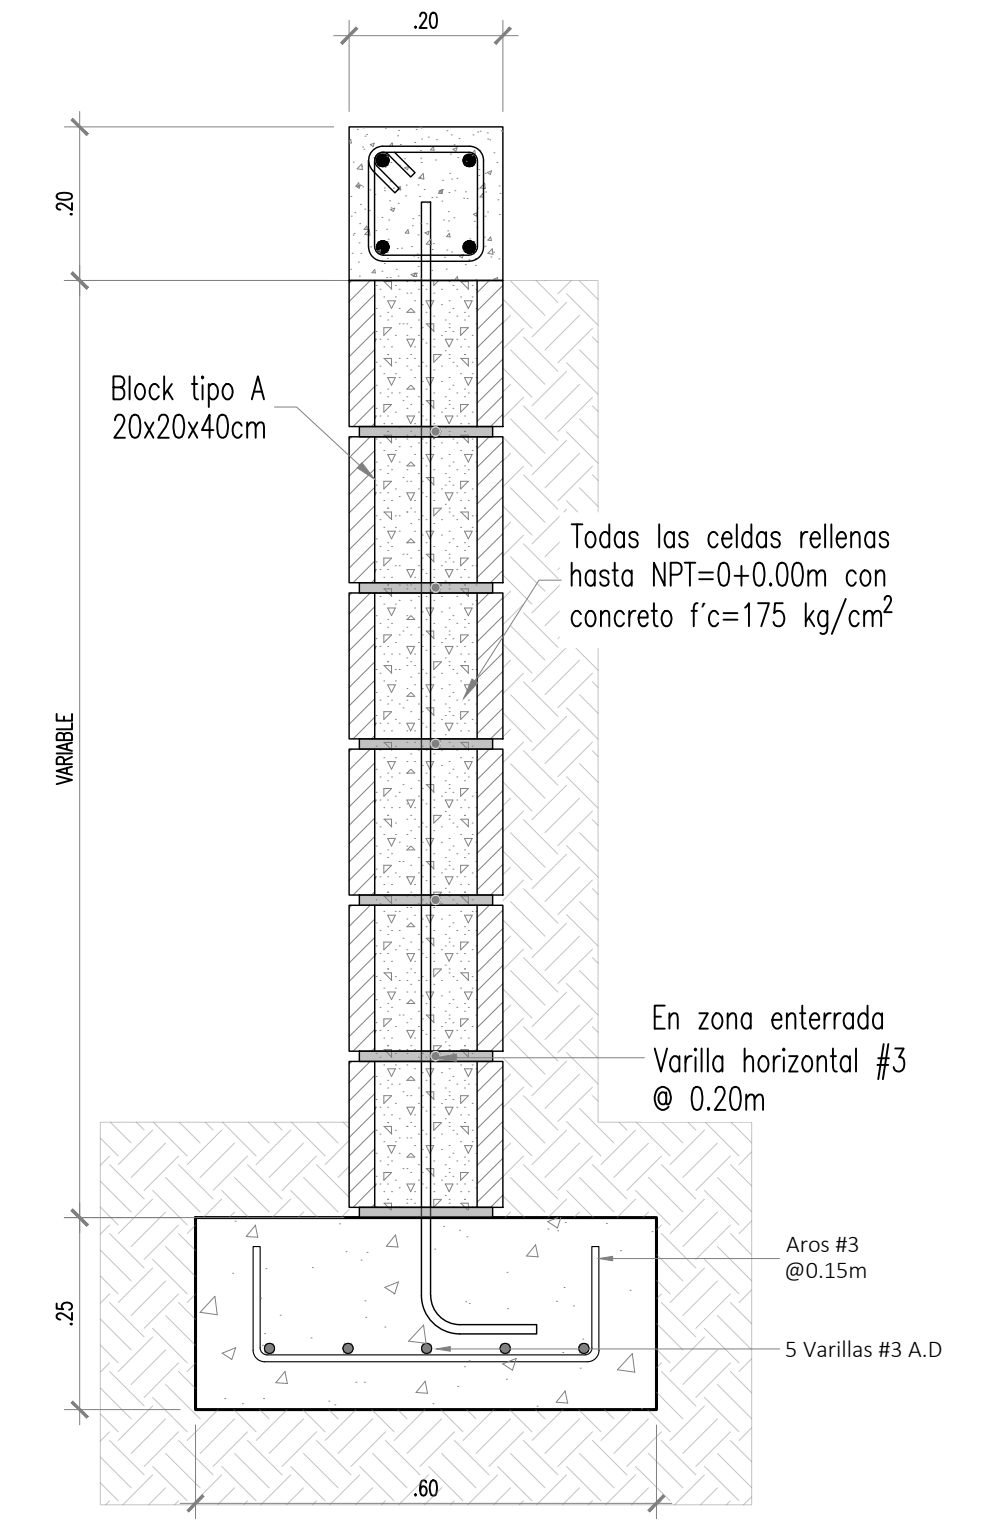 .20
.20
Block tipo A
20x20x40cm
Todas las celdas rellenas
hasta NPT=0+0.00m con
concreto f´c=175 kg/cm²
VARIABLE
En zona enterrada
Varilla horizontal #3
@ 0.20m
Aros #3
@0.15m
.25
5 Varillas #3 A.D
.60